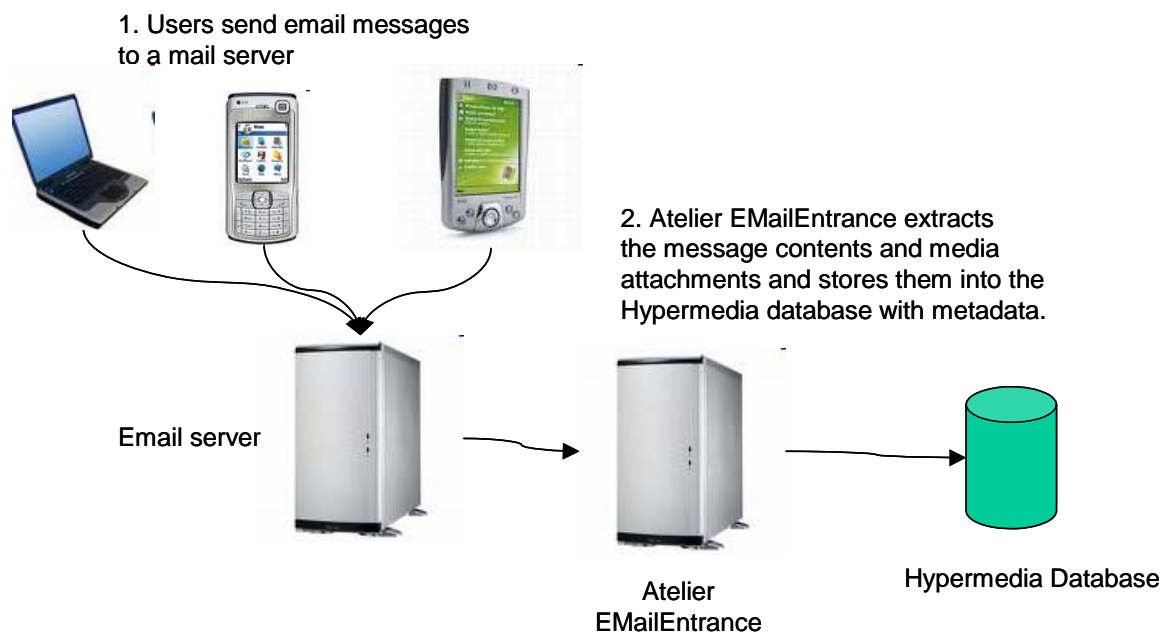 1. Users send email messages
to a mail server
2. Atelier EMailEntrance extracts
the message contents and media
attachments and stores them into the
Hypermedia database with metadata.
Email server
Atelier
EMailEntrance
Hypermedia Database